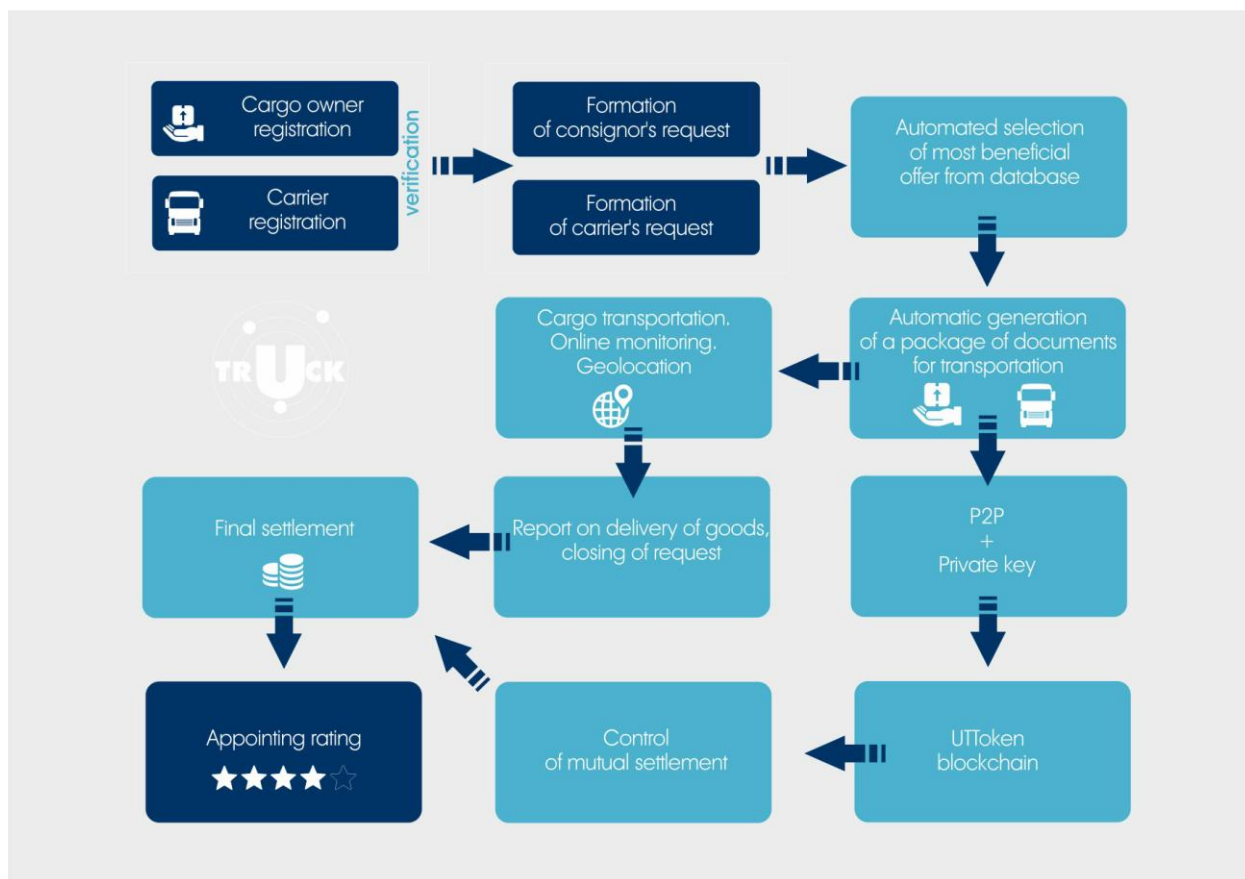 Cargo owner
registration
Carrier
registration
verification
Formation
of consignor's request
Formation
of carrier's request
Automated selection
of most beneficial
offer from database
Cargo transportation.
Online monitoring.
Geolocation
Automatic generation
of a package of documents
for transportation
TRUCK
Final settlement
Report on delivery of goods,
closing of request
P2P
+
Private key
Appointing rating
Control
of mutual settlement
UTToken
blockchain